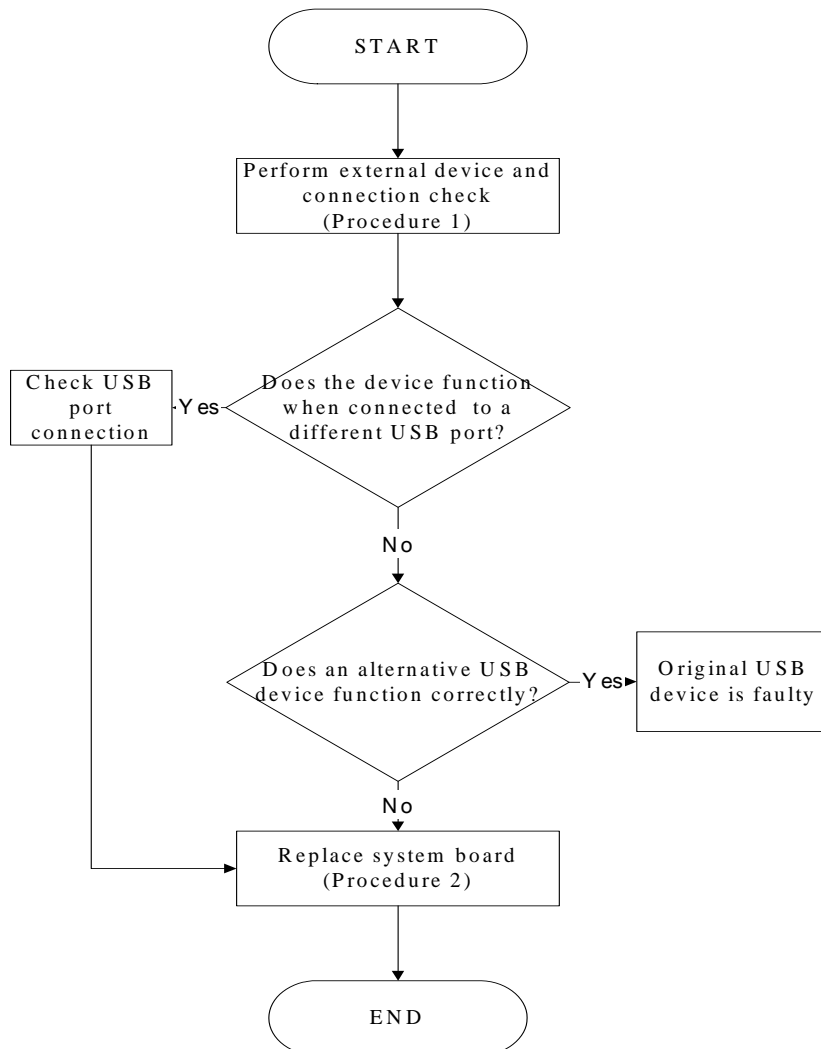 START
Perform external device and
connection check
(Procedure 1)
Does the device function
when connected to a
different USB port?
Check USB
port
connection
Yes
No
Does an alternative USB
device function correctly?
Yes
Original USB
device is faulty
No
Replace system board
(Procedure 2)
END